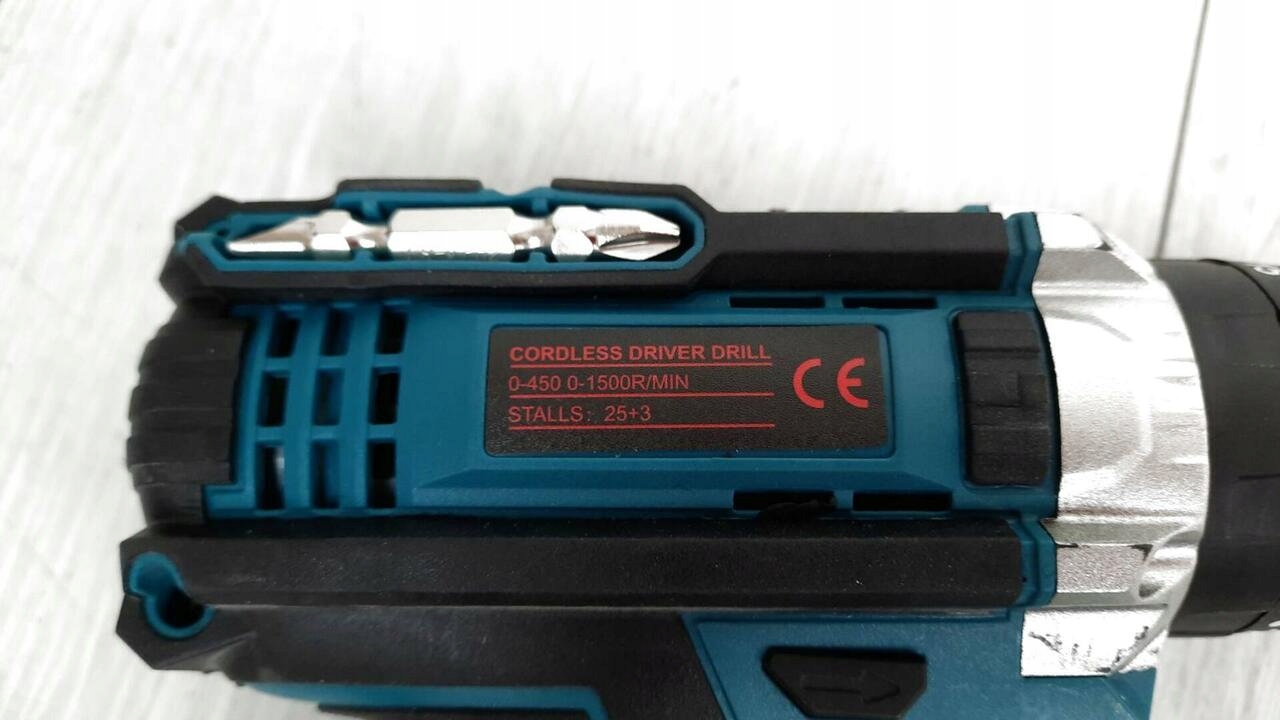 CORDLESS DRIVER DRILL
0-450 0-1500R/MIN
STALLS: 25+3
CE